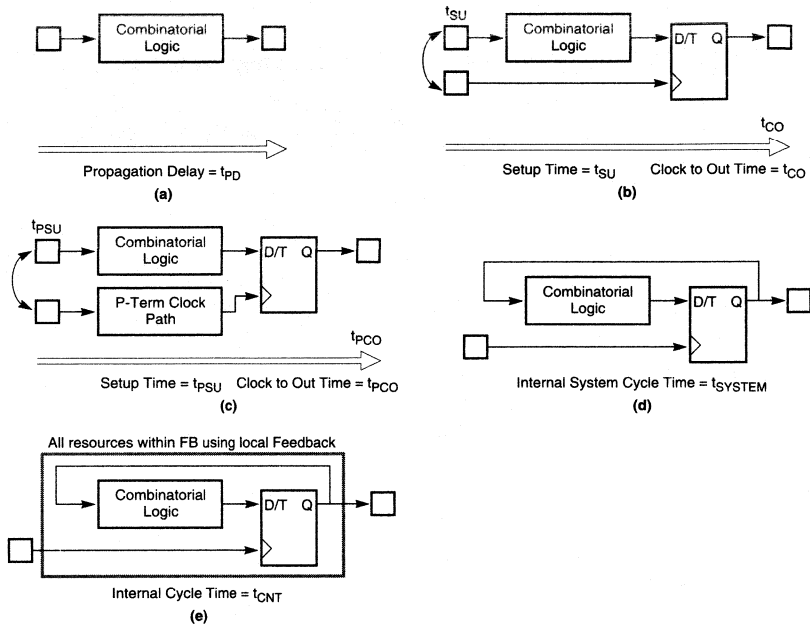 Combinatorial
Logic
Propagation Delay = tPD
(a)
tSU
Combinatorial
Logic
D/T Q
tCO
Setup Time = tSU Clock to Out Time = tCO
(b)
tPSU
Combinatorial
Logic
P-Term Clock
Path
D/T Q
tPCO
Setup Time = tPSU Clock to Out Time = tPCO
(c)
Combinatorial
Logic
D/T Q
Internal System Cycle Time = tSYSTEM
(d)
All resources within FB using local Feedback
Combinatorial
Logic
D/T Q
Internal Cycle Time = tCNT
(e)